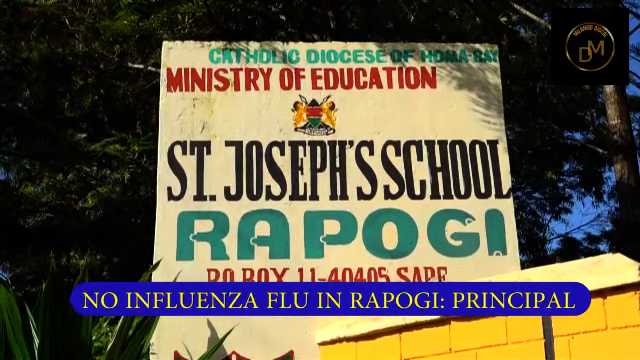 CATHOLIC DIOCESE OF HOMA-BAY
MINISTRY OF EDUCATION
ST. JOSEPH'S SCHOOL
RAPOGI
P.O BOX 11-40405 SARE
NO INFLUENZA FLU IN RAPOGI: PRINCIPAL
DM